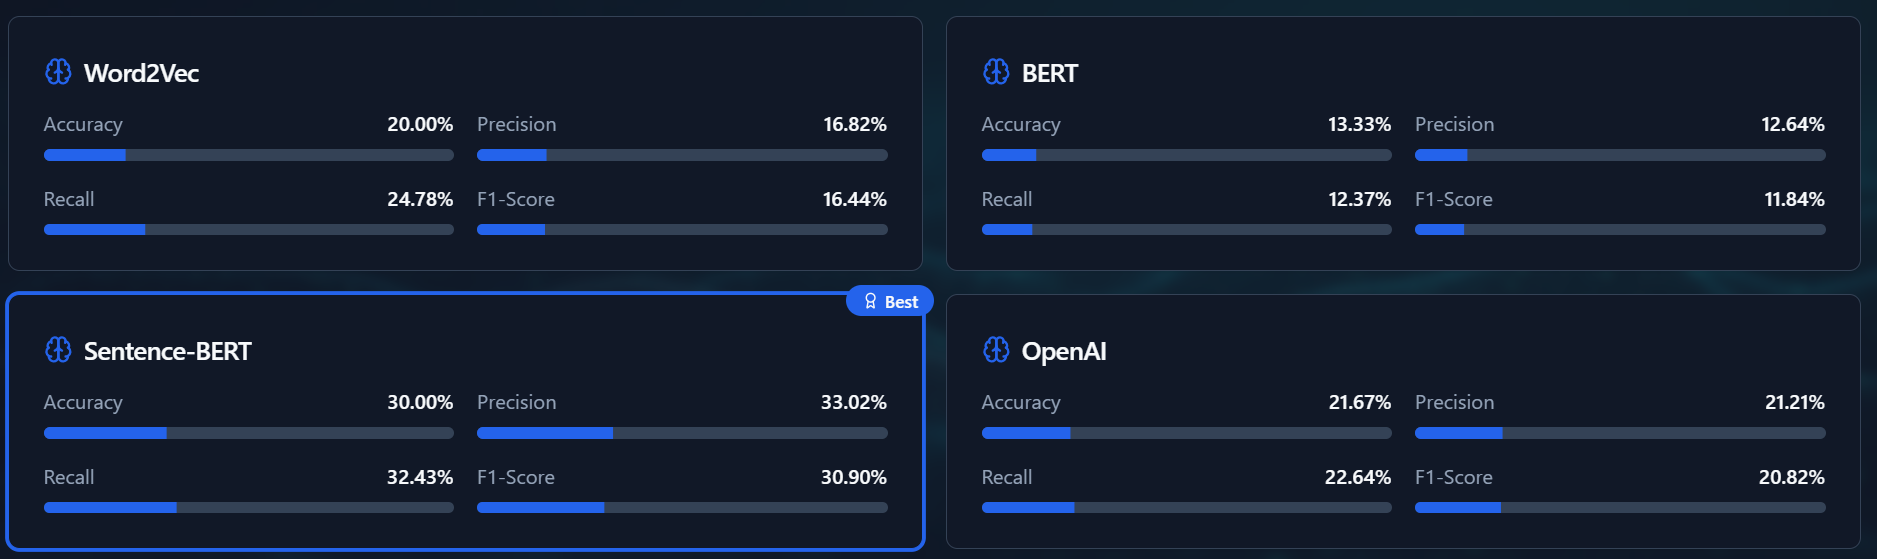 Word2Vec
Accuracy 20.00% Precision 16.82%
Recall 24.78% F1-Score 16.44%
BERT
Accuracy 13.33% Precision 12.64%
Recall 12.37% F1-Score 11.84%
Best
Sentence-BERT
Accuracy 30.00% Precision 33.02%
Recall 32.43% F1-Score 30.90%
OpenAI
Accuracy 21.67% Precision 21.21%
Recall 22.64% F1-Score 20.82%